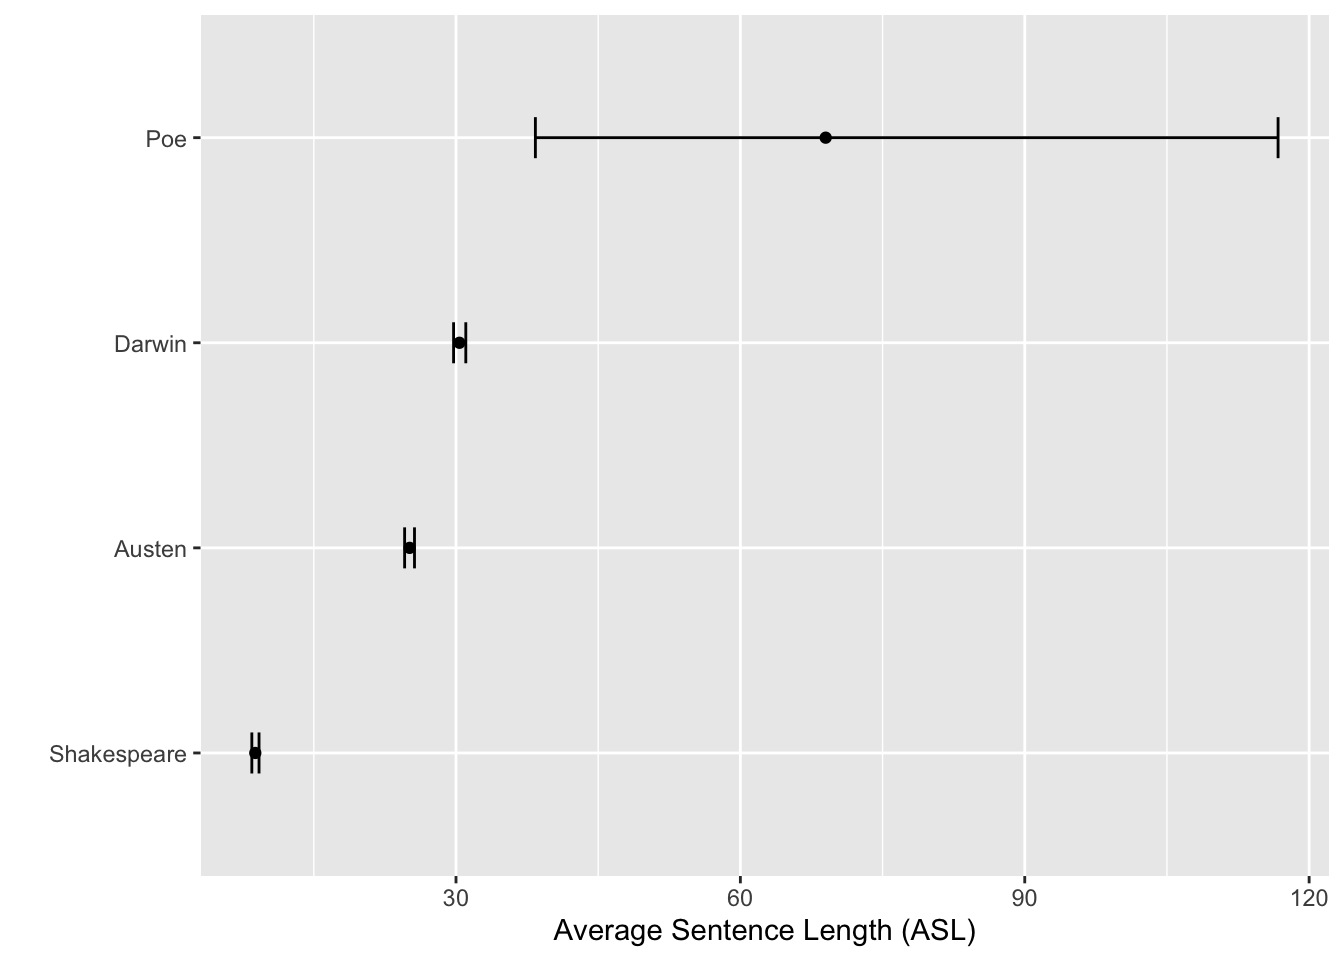 Poe
Darwin
Austen
Shakespeare
30 60 90 120
Average Sentence Length (ASL)